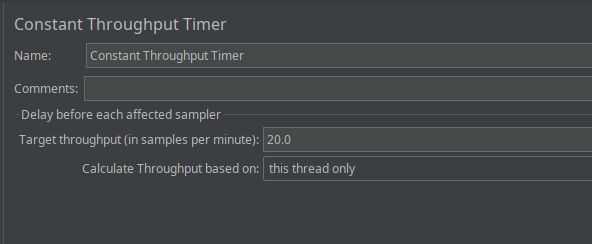 Constant Throughput Timer
Name: Constant Throughput Timer
Comments:
Delay before each affected sampler
Target throughput (in samples per minute): 20.0
Calculate Throughput based on: this thread only